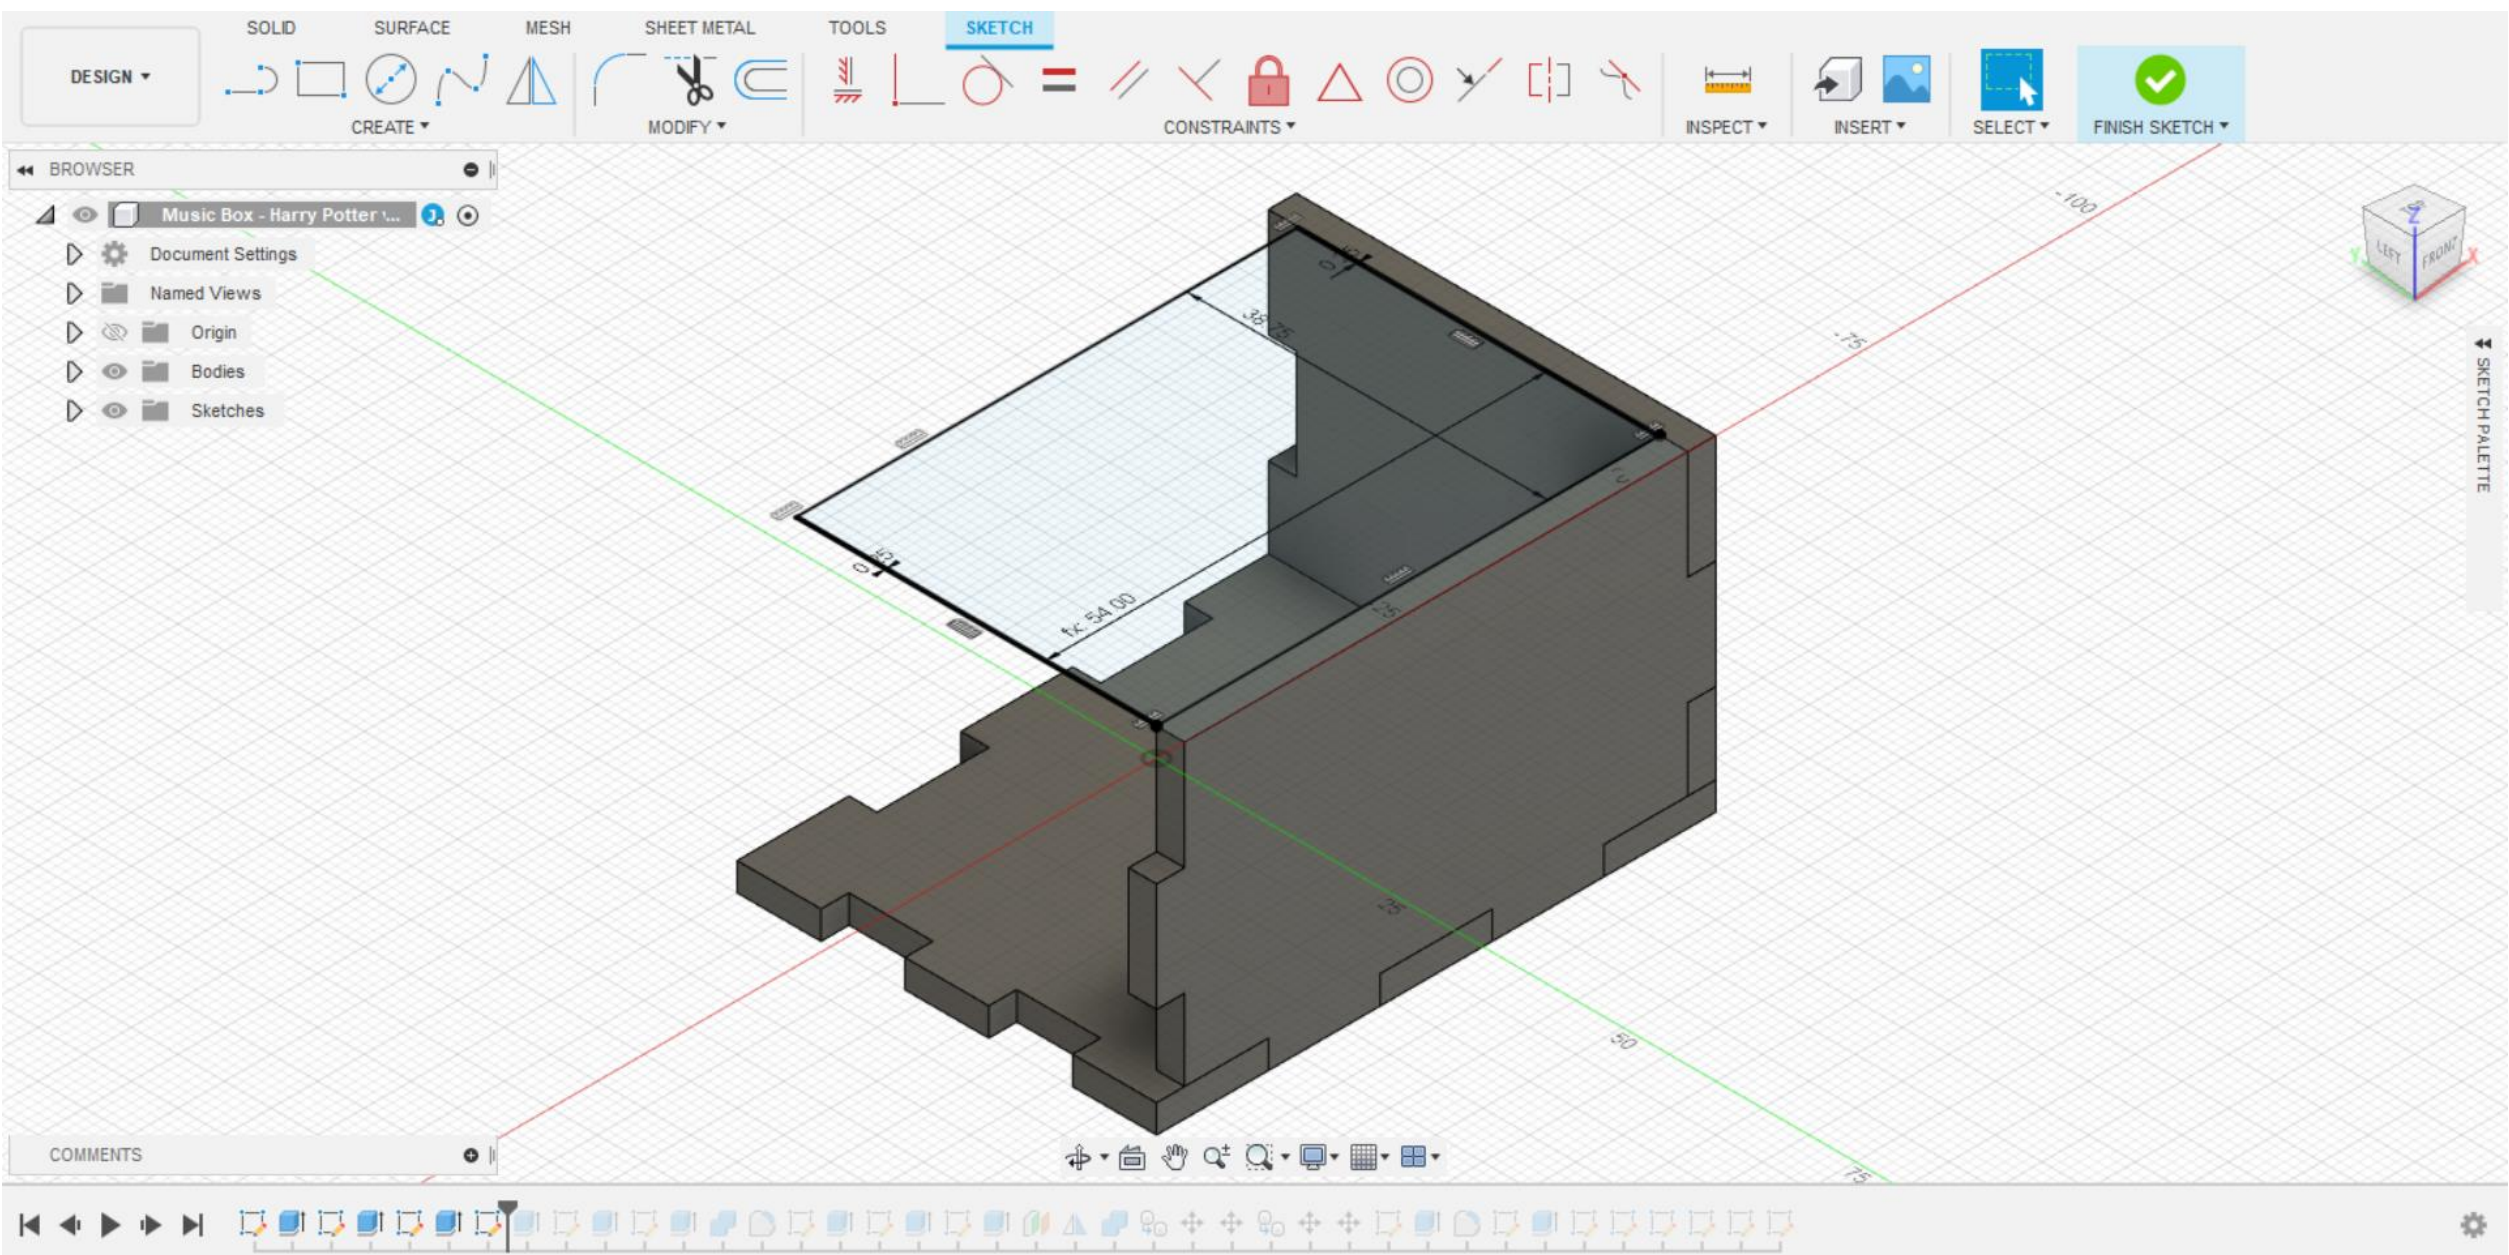 SOLID SURFACE MESH SHEET METAL TOOLS SKETCH
DESIGN
CREATE MODIFY CONSTRAINTS INSPECT INSERT SELECT FINISH SKETCH
BROWSER
Music Box - Harry Potter v...
Document Settings
Named Views
Origin
Bodies
Sketches
-100
-75
38.75
fx: 54.00
-25
25
50
75
Z
Y
X
LEFT
FRONT
SKETCH PALETTE
COMMENTS